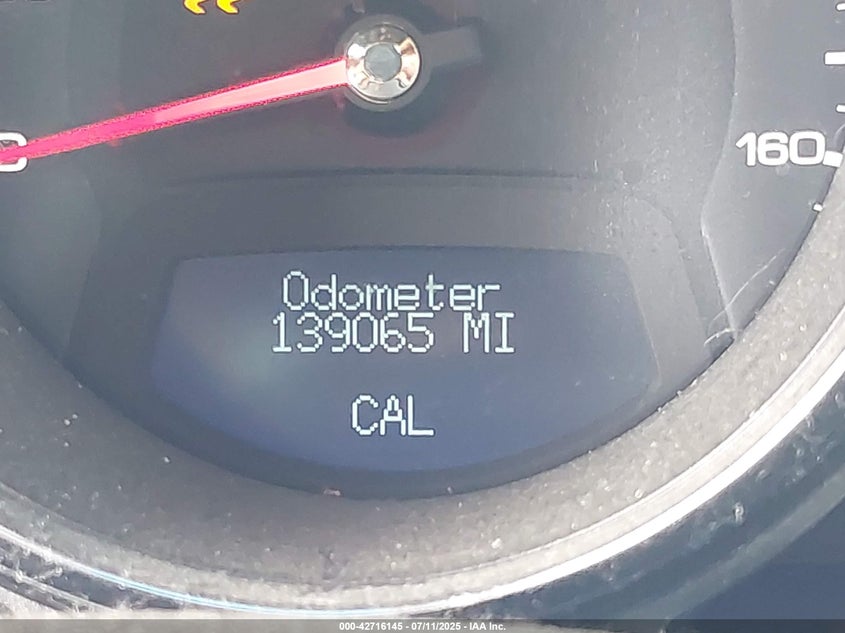 160
Odometer
139065 MI
CAL
000-42716145 - 07/11/2025 - IAA Inc.